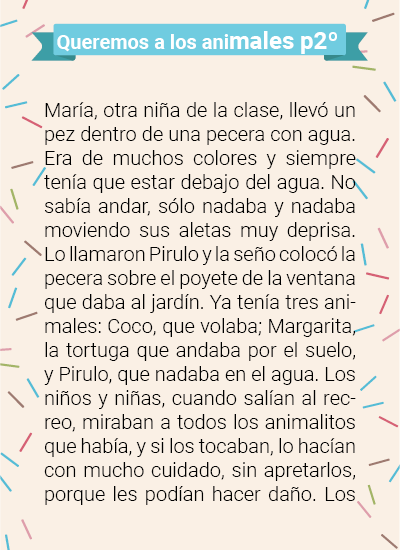 Queremos a los animales p2º
María, otra niña de la clase, llevó un
pez dentro de una pecera con agua.
Era de muchos colores y siempre
tenía que estar debajo del agua. No
sabía andar, sólo nadaba y nadaba
moviendo sus aletas muy deprisa.
Lo llamaron Pirulo y la seño colocó la
pecera sobre el poyete de la ventana
que daba al jardín. Ya tenía tres ani-
males: Coco, que volaba; Margarita,
la tortuga que andaba por el suelo,
y Pirulo, que nadaba en el agua. Los
niños y niñas, cuando salían al rec-
reo, miraban a todos los animalitos
que había, y si los tocaban, lo hacían
con mucho cuidado, sin apretarlos,
porque les podían hacer daño. Los